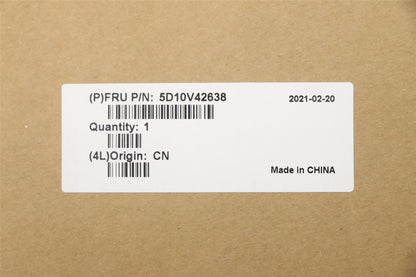 (P)FRU P/N: 5D10V42638 2021-02-20
Quantity: 1
(4L)Origin: CN
Made in CHINA